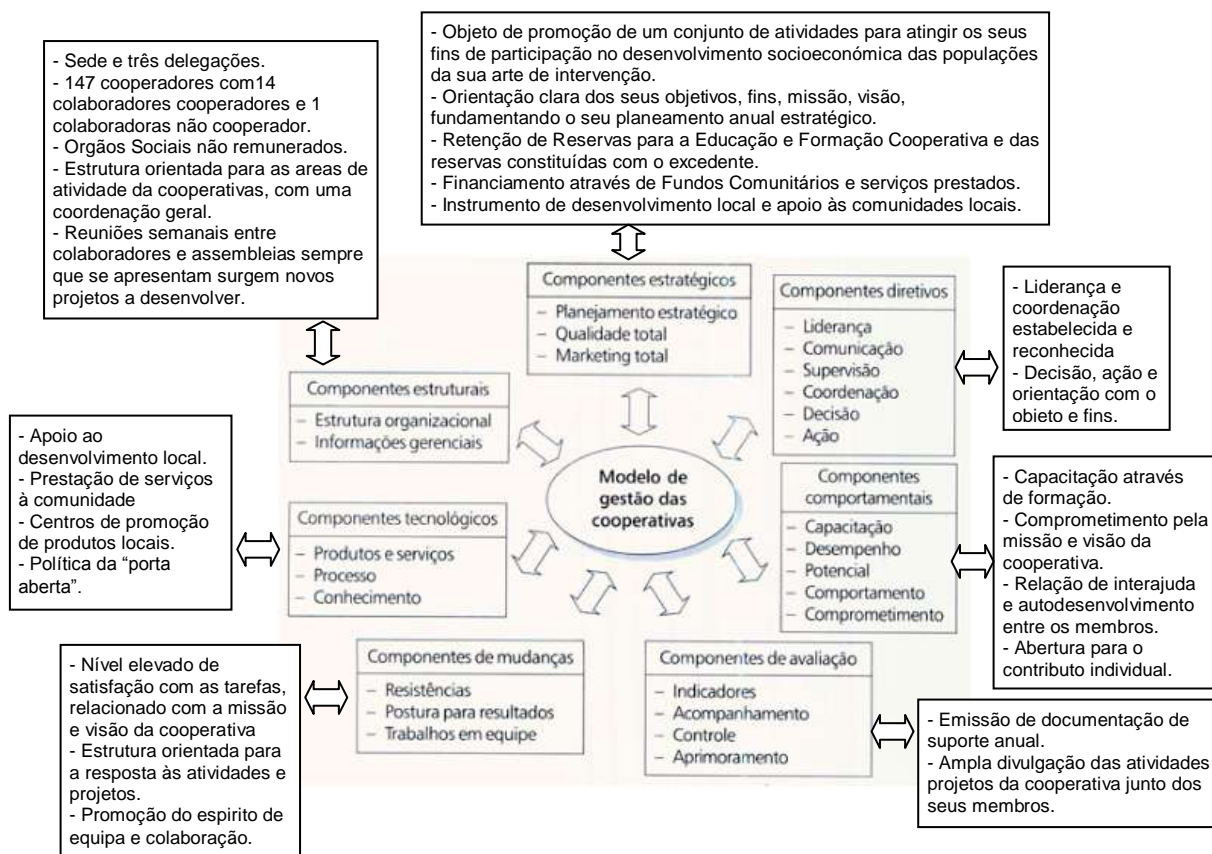 - Objeto de promoção de um conjunto de atividades para atingir os seus
fins de participação no desenvolvimento socioeconómica das populações
da sua arte de intervenção.
- Orientação clara dos seus objetivos, fins, missão, visão,
fundamentando o seu planeamento anual estratégico.
- Retenção de Reservas para a Educação e Formação Cooperativa e das
reservas constituídas com o excedente.
- Financiamento através de Fundos Comunitários e serviços prestados.
- Instrumento de desenvolvimento local e apoio às comunidades locais.
- Sede e três delegações.
- 147 cooperadores com14
colaboradores cooperadores e 1
colaboradoras não cooperador.
- Orgãos Sociais não remunerados.
- Estrutura orientada para as areas de
atividade da cooperativas, com uma
coordenação geral.
- Reuniões semanais entre
colaboradores e assembleias sempre
que se apresentam surgem novos
projetos a desenvolver.
Componentes estratégicos
– Planejamento estratégico
– Qualidade total
– Marketing total
Componentes diretivos
– Liderança
– Comunicação
– Supervisão
– Coordenação
– Decisão
– Ação
- Liderança e
coordenação
estabelecida e
reconhecida
- Decisão, ação e
orientação com o
objeto e fins.
Componentes estruturais
– Estrutura organizacional
– Informações gerenciais
Modelo de
gestão das
cooperativas
- Apoio ao
desenvolvimento local.
- Prestação de serviços
à comunidade
- Centros de promoção
de produtos locais.
- Política da “porta
aberta”.
Componentes tecnológicos
– Produtos e serviços
– Processo
– Conhecimento
Componentes
comportamentais
– Capacitação
– Desempenho
– Potencial
– Comportamento
– Comprometimento
- Capacitação através
de formação.
- Comprometimento pela
missão e visão da
cooperativa.
- Relação de interajuda
e autodesenvolvimento
entre os membros.
- Abertura para o
contributo individual.
- Nível elevado de
satisfação com as tarefas,
relacionado com a missão
e visão da cooperativa
- Estrutura orientada para
a resposta às atividades e
projetos.
- Promoção do espirito de
equipa e colaboração.
Componentes de mudanças
– Resistências
– Postura para resultados
– Trabalhos em equipe
Componentes de avaliação
– Indicadores
– Acompanhamento
– Controle
– Aprimoramento
- Emissão de documentação de
suporte anual.
- Ampla divulgação das atividades
projetos da cooperativa junto dos
seus membros.